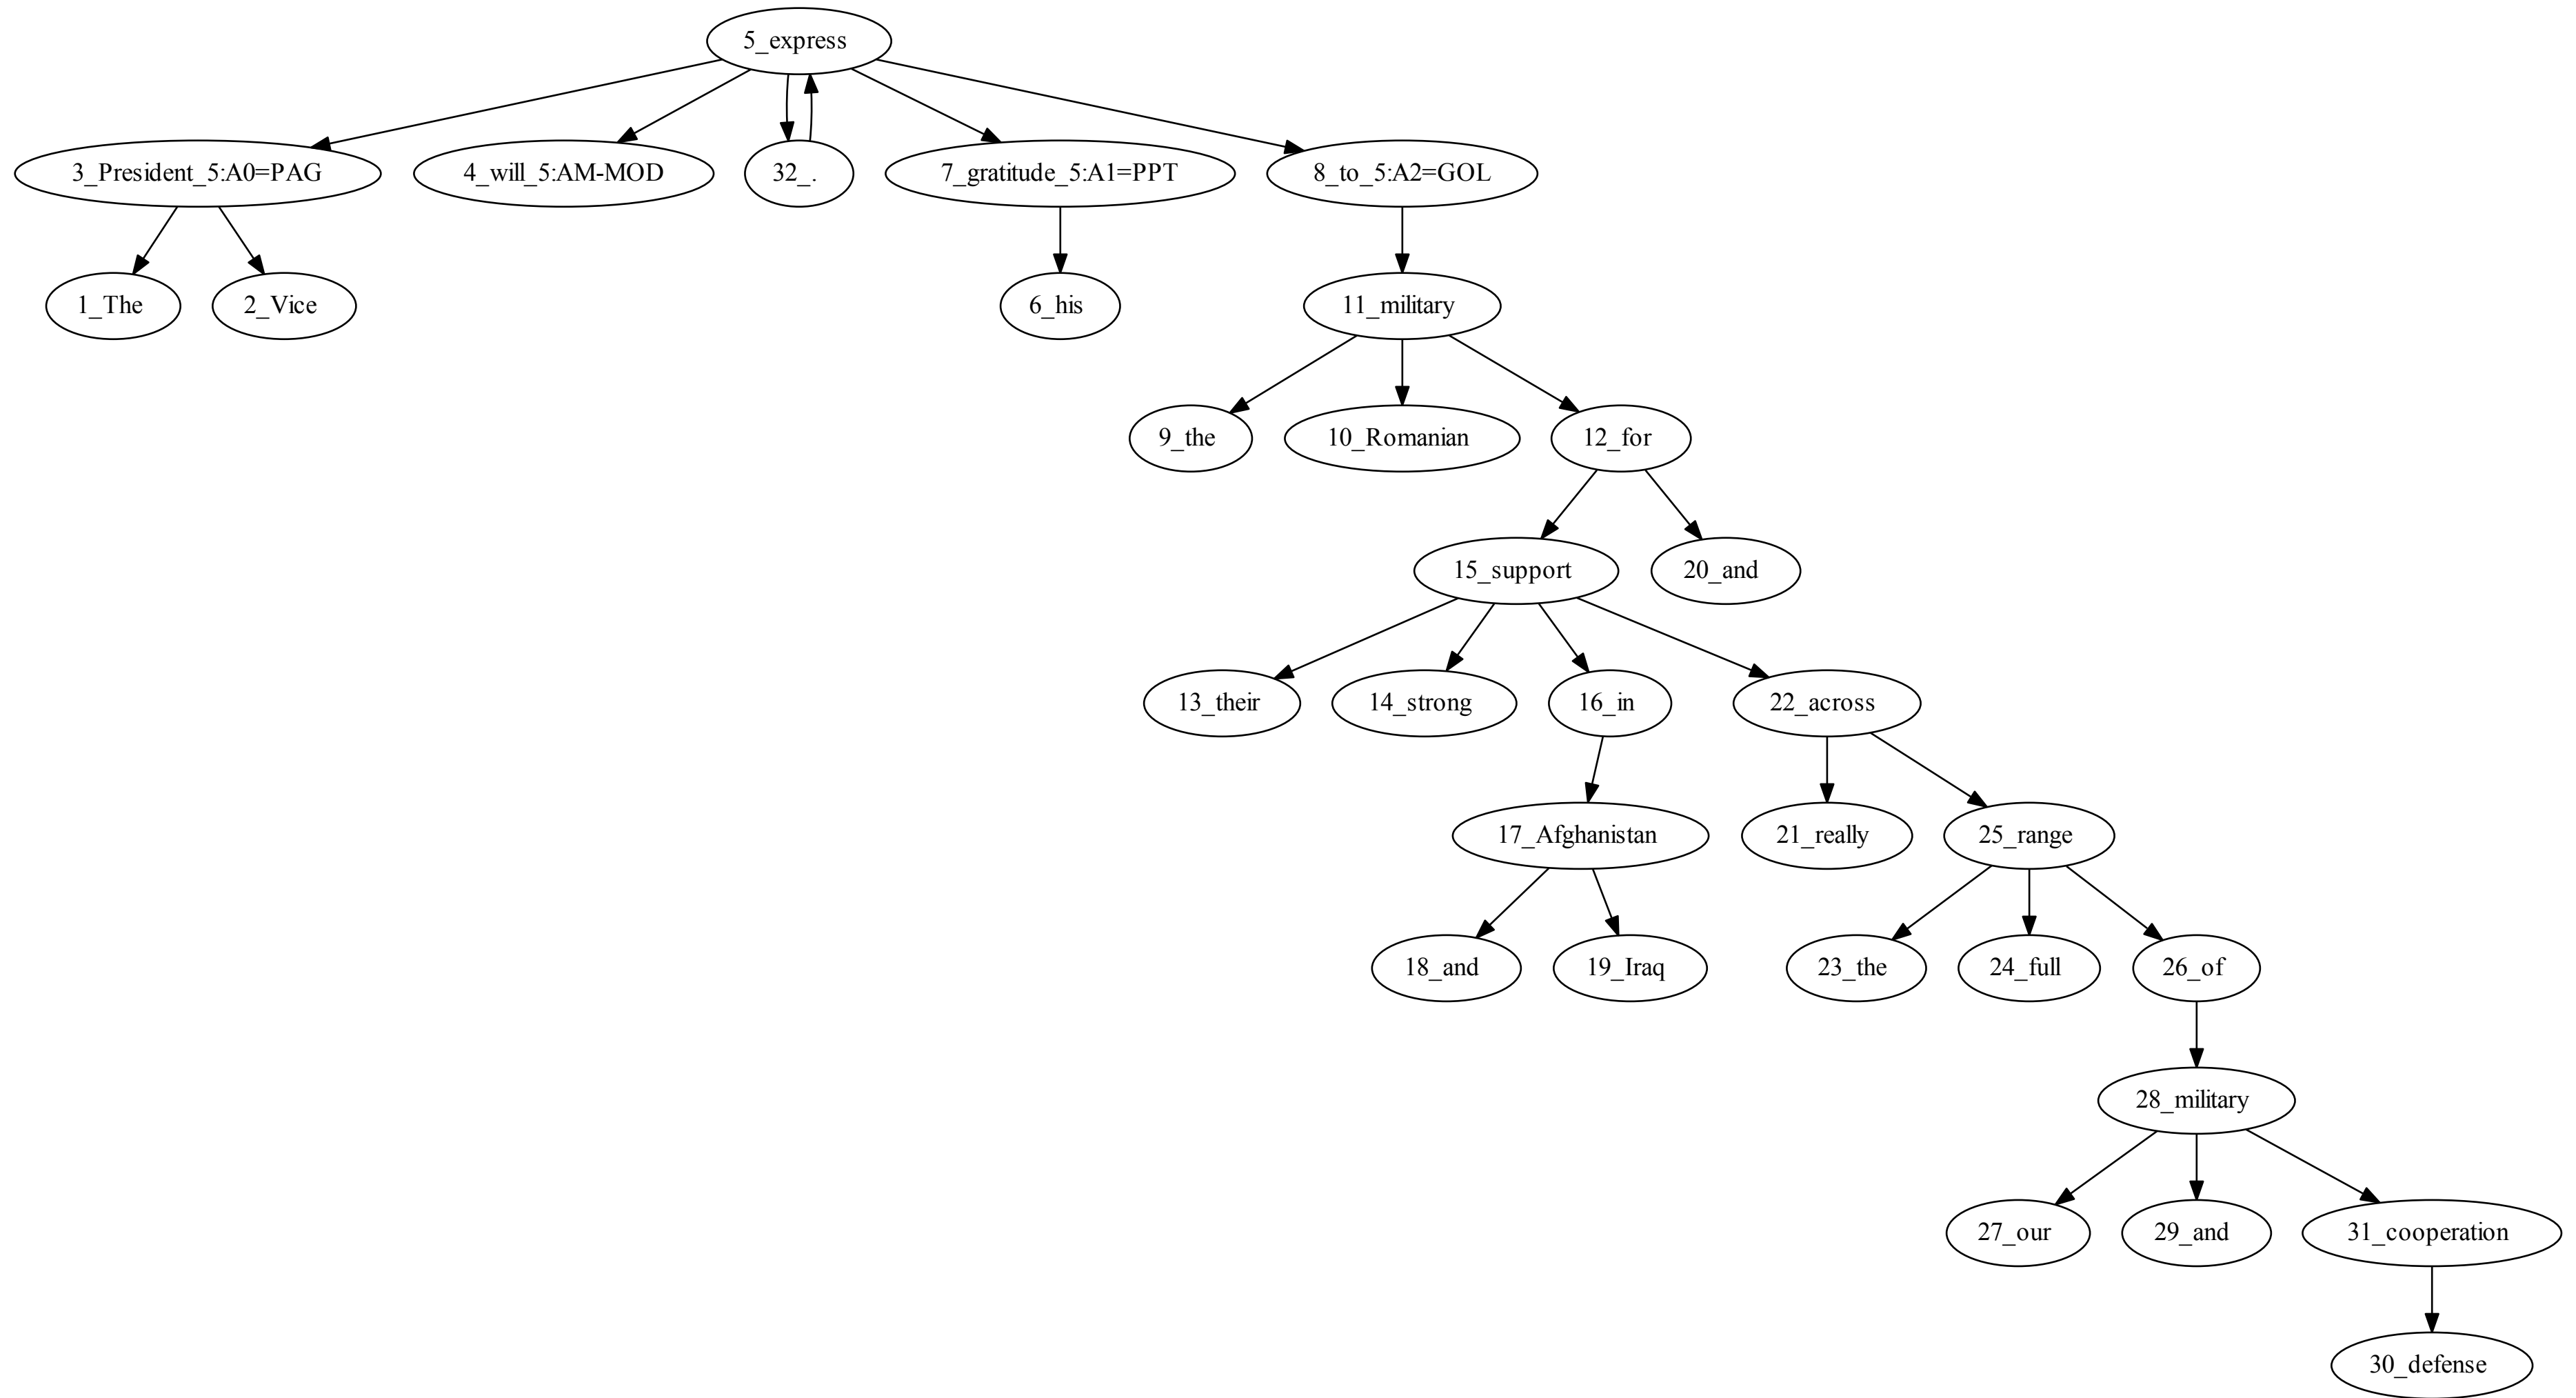 5_express
3_President_5:A0=PAG
4_will_5:AM-MOD
32_.
7_gratitude_5:A1=PPT
8_to_5:A2=GOL
1_The
2_Vice
6_his
11_military
9_the
10_Romanian
12_for
15_support
20_and
13_their
14_strong
16_in
22_across
17_Afghanistan
21_really
25_range
18_and
19_Iraq
23_the
24_full
26_of
28_military
27_our
29_and
31_cooperation
30_defense